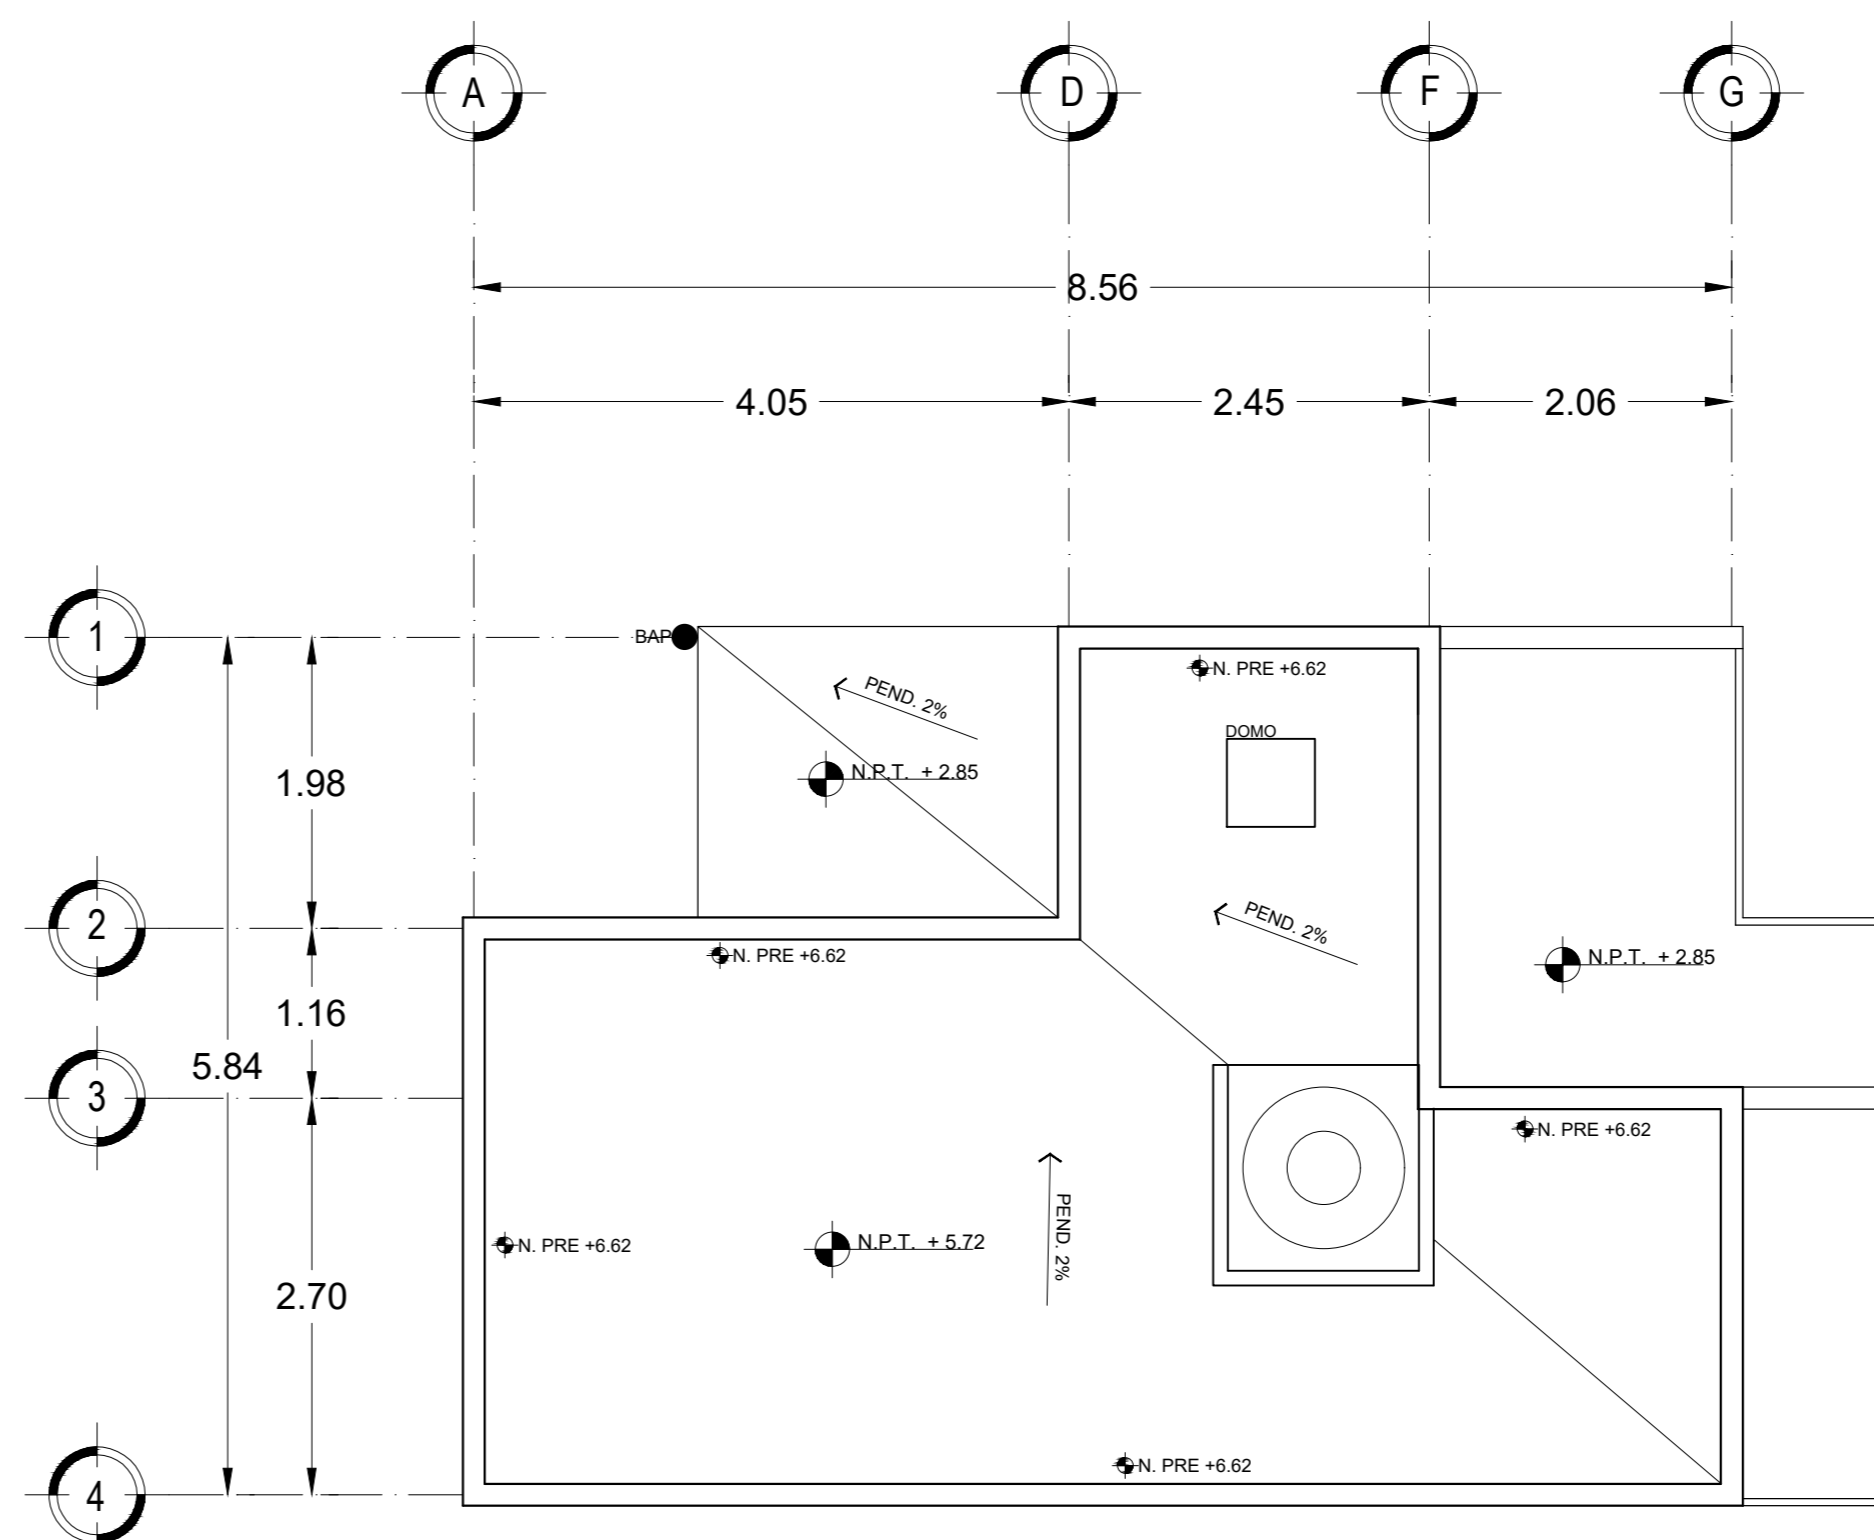 A D F G
8.56
4.05 2.45 2.06
1
BAP
N. PRE +6.62
PEND. 2%
DOMO
N.P.T. + 2.85
1.98
2
PEND. 2%
N. PRE +6.62
N.P.T. + 2.85
1.16
5.84
3
N. PRE +6.62
PEND. 2%
N. PRE +6.62
N.P.T. + 5.72
2.70
N. PRE +6.62
4